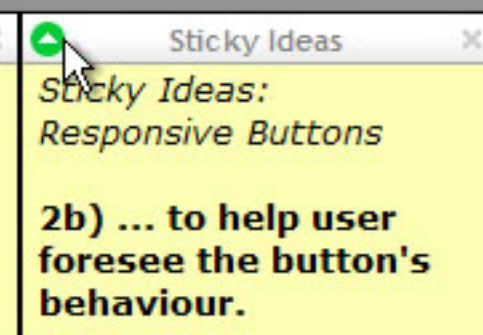 Sticky Ideas
Sticky Ideas:
Responsive Buttons
2b) ... to help user
foresee the button's
behaviour.